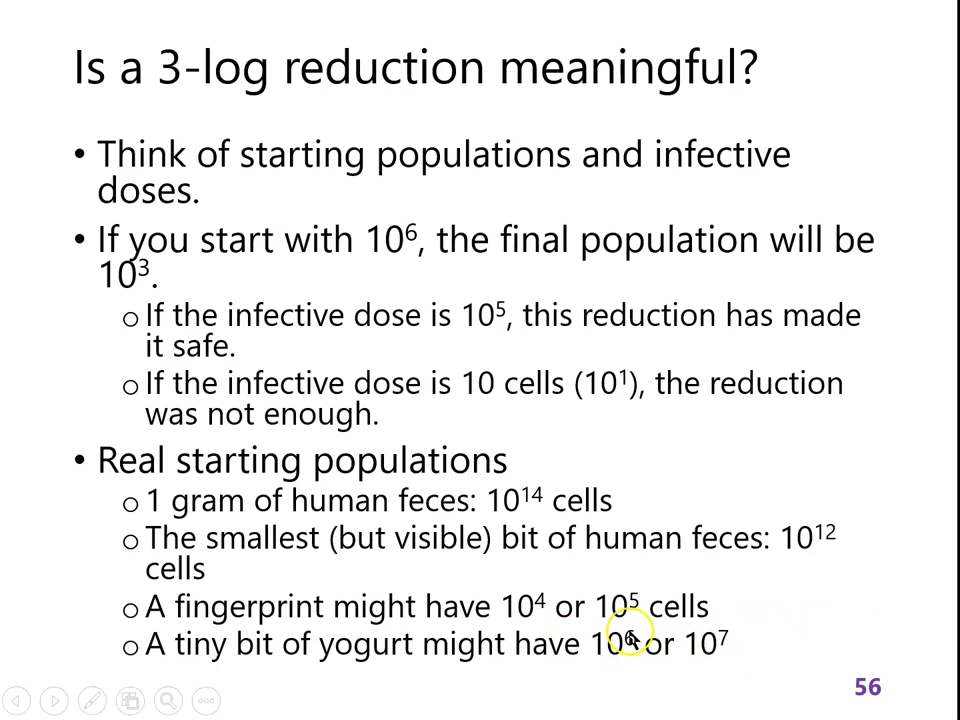 Is a 3-log reduction meaningful?
• Think of starting populations and infective
doses.
• If you start with 10⁶, the final population will be
10³.
o If the infective dose is 10⁵, this reduction has made
it safe.
o If the infective dose is 10 cells (10¹), the reduction
was not enough.
• Real starting populations
o 1 gram of human feces: 10¹⁴ cells
o The smallest (but visible) bit of human feces: 10¹²
cells
o A fingerprint might have 10⁴ or 10⁵ cells
o A tiny bit of yogurt might have 10⁶ or 10⁷
56